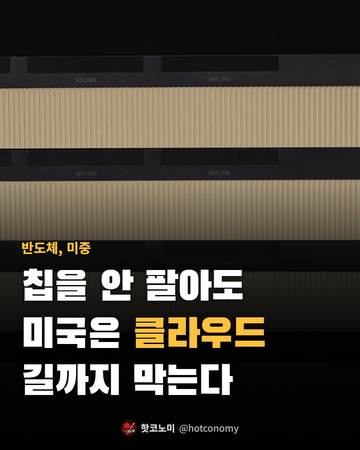 반도체, 미중
칩을 안 팔아도
미국은 클라우드
길까지 막는다
핫코노미 @hotconomy